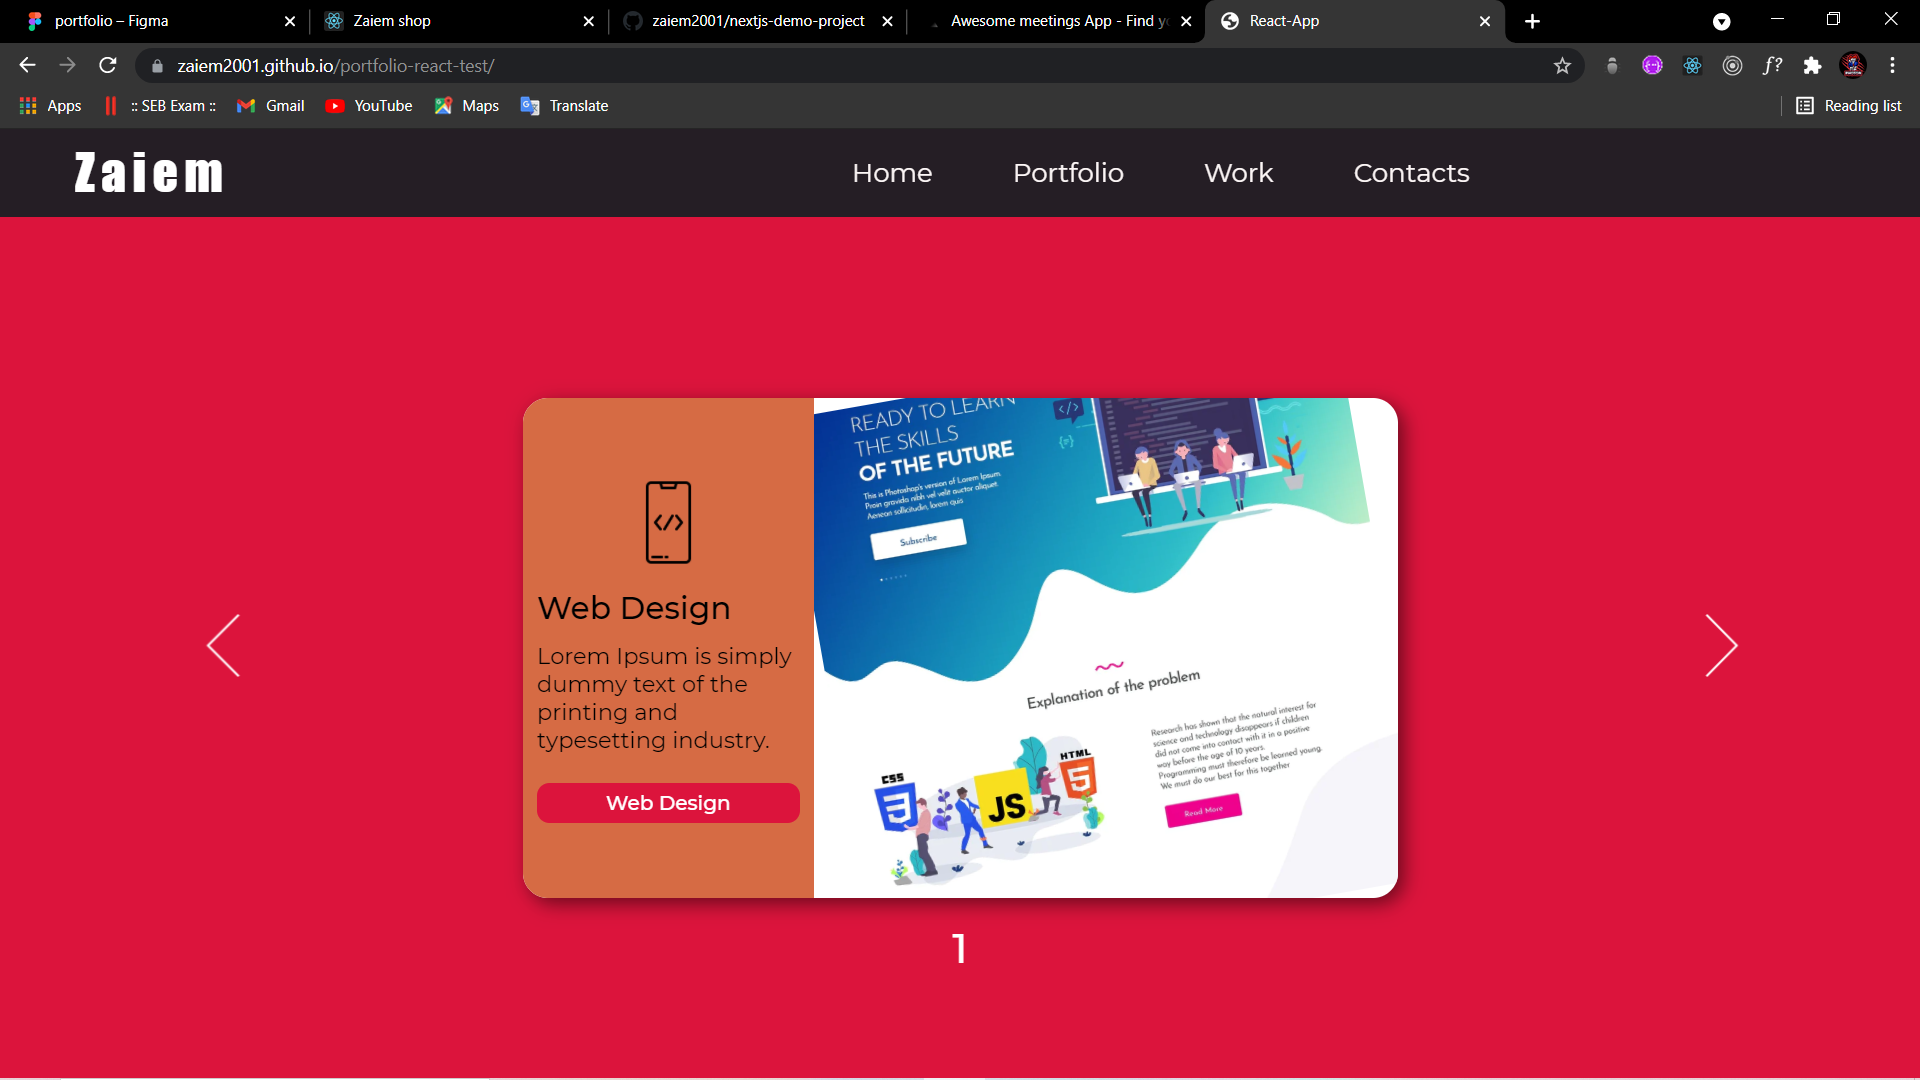 portfolio – Figma
Zaiem shop
zaiem2001/nextjs-demo-project
Awesome meetings App - Find
React-App
zaiem2001.github.io/portfolio-react-test/
f?
Apps
:: SEB Exam ::
Gmail
YouTube
Maps
Translate
Reading list
Zaiem
Home
Portfolio
Work
Contacts
</>
Web Design
Lorem Ipsum is simply
dummy text of the
printing and
typesetting industry.
Web Design
READY TO LEARN
THE SKILLS
OF THE FUTURE
This is Photoshop's version of Lorem Ipsum.
Proin gravida nibh vel velit auctor aliquet.
Aenean sollicitudin, lorem quis
Subscribe
</>
Explanation of the problem
Research has shown that the natural interest for
science and technology disappears if children
did not come into contact with it in a positive
way before the age of 10 years.
Programming must therefore be learned young.
We must do our best for this together
Read More
CSS
3
JS
HTML
5
1